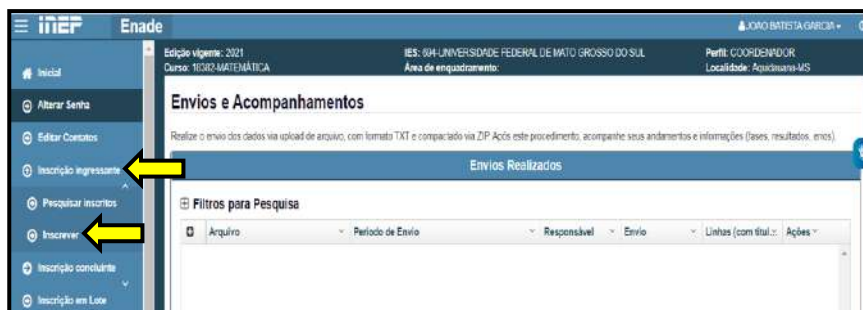 inep Enade
JOAO BATISTA GARCIA
Edição vigente: 2021
Curso: 18382-MATEMÁTICA
IES: 694-UNIVERSIDADE FEDERAL DE MATO GROSSO DO SUL
Área de enquadramento:
Perfil: COORDENADOR
Localidade: Aquidauana-MS
Inicial
Alterar Senha
Editar Contatos
Inscrição ingressante
Pesquisar inscritos
Inscrever
Inscrição concluinte
Inscrição em Lote
Envios e Acompanhamentos
Realize o envio dos dados via upload de arquivo, com formato TXT e compactado via ZIP. Após este procedimento, acompanhe seus andamentos e informações (fases, resultados, erros).
Envios Realizados
Filtros para Pesquisa
Arquivo Período de Envio Responsável Envio Linhas (com títul... Ações